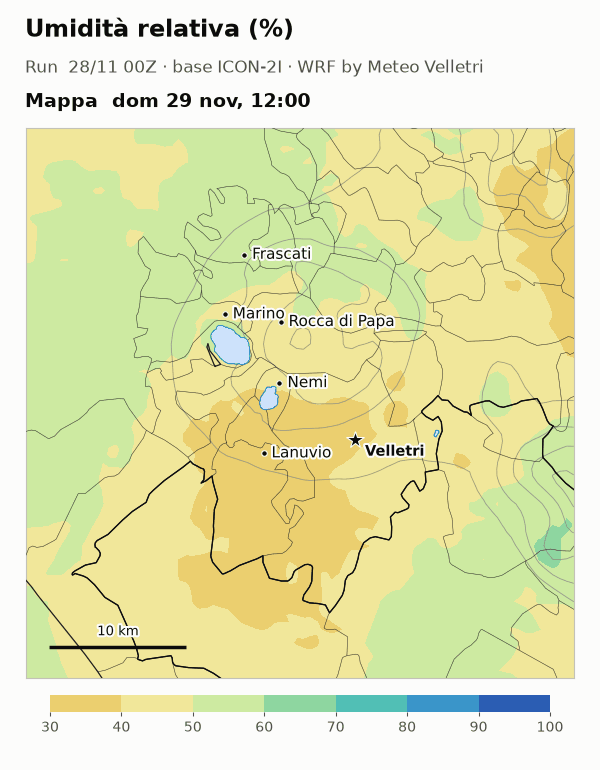 Umidità relativa (%)
Run  28/11 00Z · base ICON-2I · WRF by Meteo Velletri
Mappa  dom 29 nov, 12:00
Frascati
Marino
Rocca di Papa
Nemi
Velletri
Lanuvio
10 km
30 40 50 60 70 80 90 100